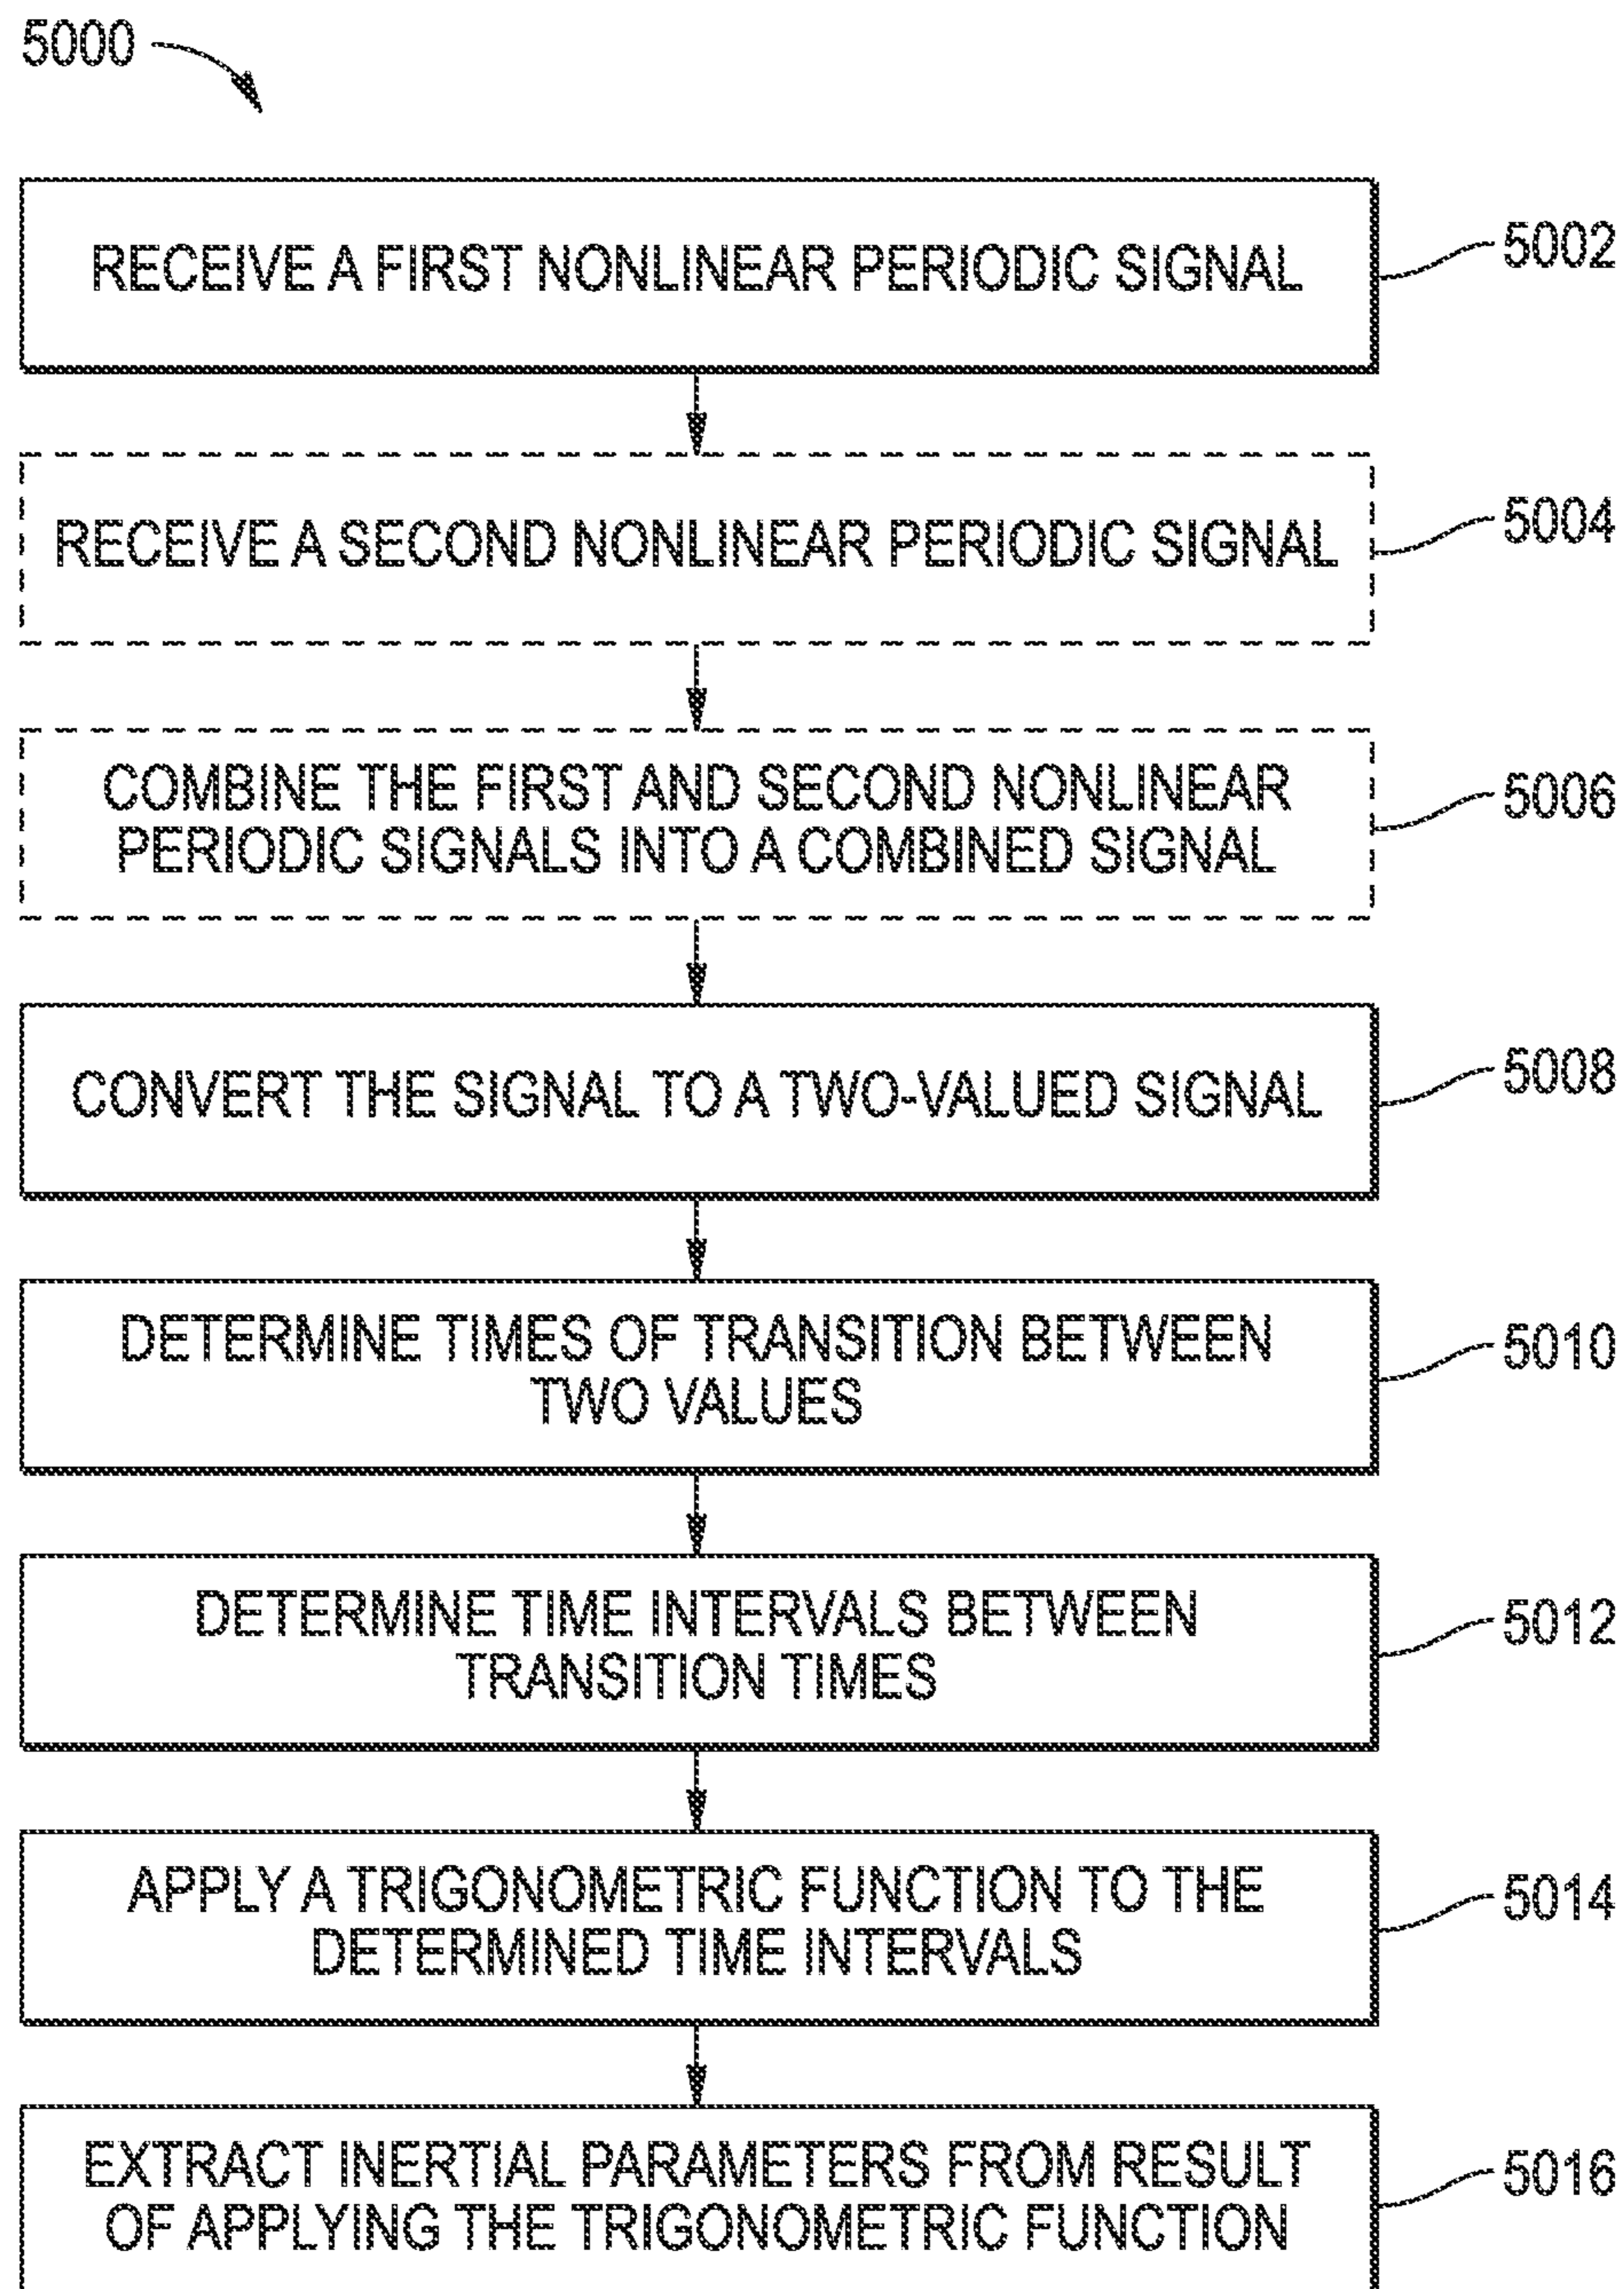 5000
RECEIVE A FIRST NONLINEAR PERIODIC SIGNAL
5002
RECEIVE A SECOND NONLINEAR PERIODIC SIGNAL
5004
COMBINE THE FIRST AND SECOND NONLINEAR
PERIODIC SIGNALS INTO A COMBINED SIGNAL
5006
CONVERT THE SIGNAL TO A TWO-VALUED SIGNAL
5008
DETERMINE TIMES OF TRANSITION BETWEEN
TWO VALUES
5010
DETERMINE TIME INTERVALS BETWEEN
TRANSITION TIMES
5012
APPLY A TRIGONOMETRIC FUNCTION TO THE
DETERMINED TIME INTERVALS
5014
EXTRACT INERTIAL PARAMETERS FROM RESULT
OF APPLYING THE TRIGONOMETRIC FUNCTION
5016